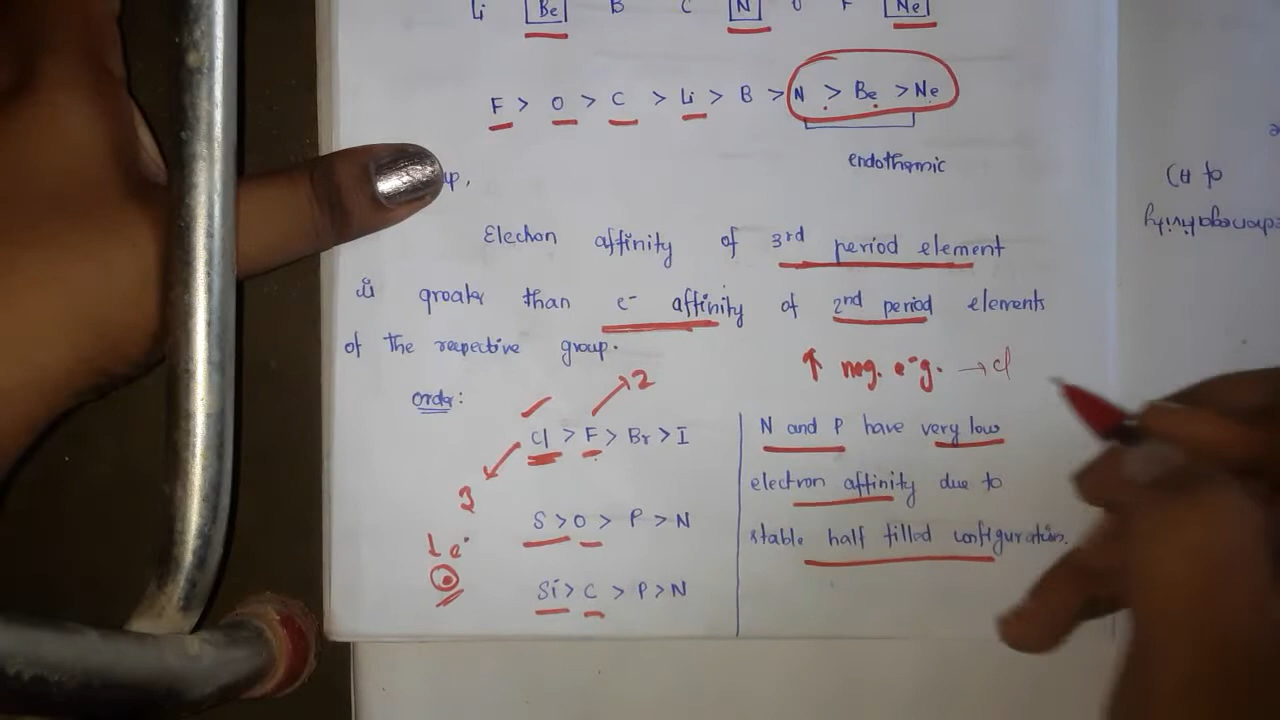 Li Be B C N O F Ne
F > O > C > Li > B > N > Be > Ne
endothermic
Electron affinity of 3rd period element
is greater than e- affinity of 2nd period elements
of the respective group.
↑ neg. e-g. → Cl
order:
→ 2
Cl > F > Br > I
3
S > O > P > N
↓ e-
Si > C > P > N
N and P have very low
electron affinity due to
stable half filled configuration.